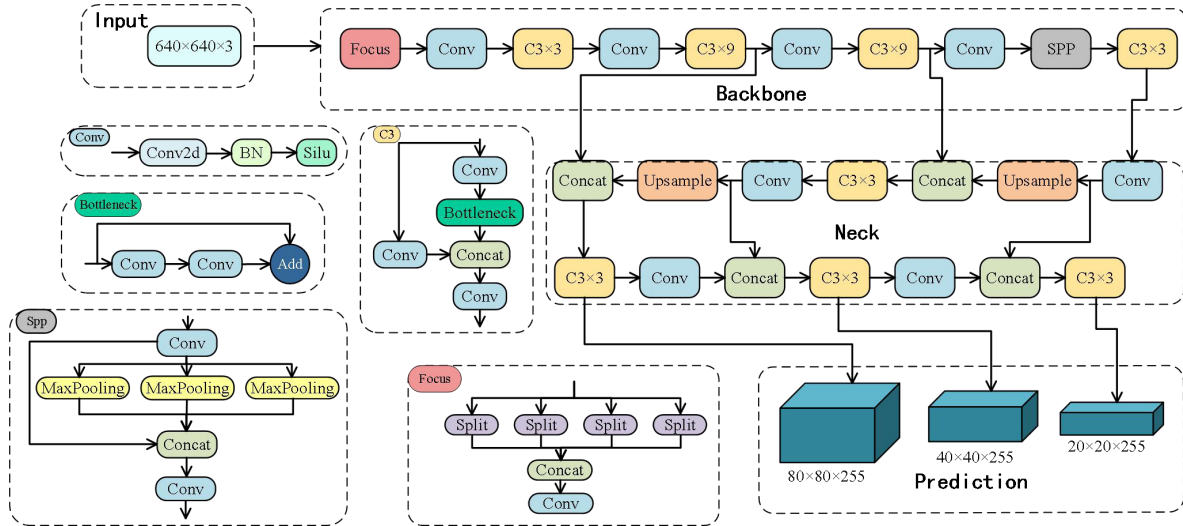 Input
640×640×3
Focus
Conv
C3×3
Conv
C3×9
Conv
C3×9
Conv
SPP
C3×3
Backbone
Conv
Conv2d
BN
Silu
Bottleneck
Conv
Conv
Add
C3
Conv
Bottleneck
Conv
Concat
Conv
Concat
Upsample
Conv
C3×3
Concat
Upsample
Conv
Neck
C3×3
Conv
Concat
C3×3
Conv
Concat
C3×3
Spp
Conv
MaxPooling
MaxPooling
MaxPooling
Concat
Conv
Focus
Split
Split
Split
Split
Concat
Conv
80×80×255
40×40×255
20×20×255
Prediction